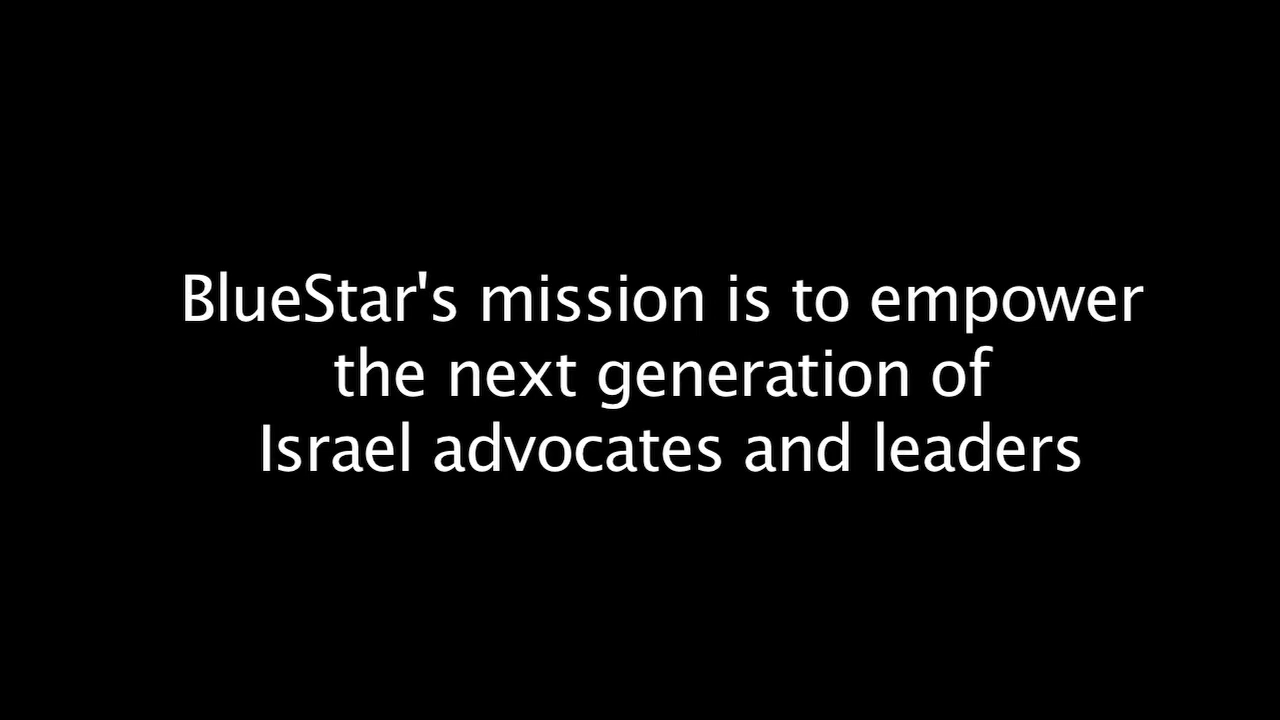 BlueStar's mission is to empower
the next generation of
Israel advocates and leaders